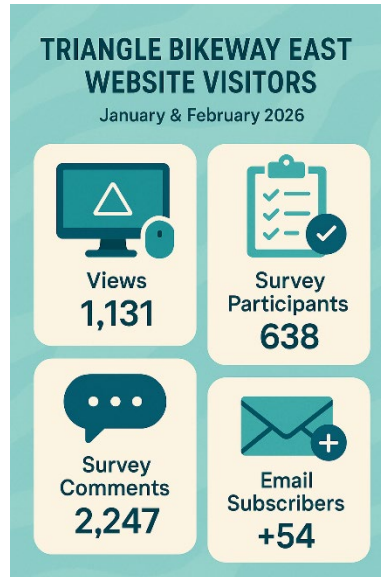 TRIANGLE BIKEWAY EAST
WEBSITE VISITORS
January & February 2026
Views
1,131
Survey
Participants
638
Survey
Comments
2,247
Email
Subscribers
+54